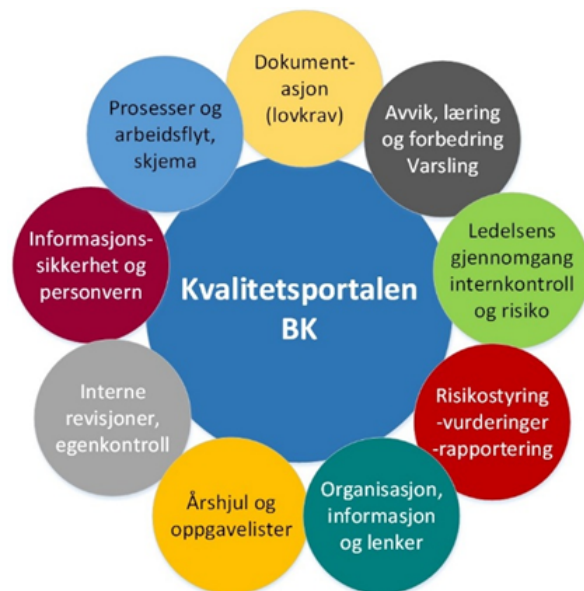 Dokument-
asjon
(lovkrav)
Avvik, læring
og forbedring
Varsling
Ledelsens
gjennomgang
internkontroll
og risiko
Risikostyring
-vurderinger
-rapportering
Organisasjon,
informasjon
og lenker
Årshjul og
oppgavelister
Interne
revisjoner,
egenkontroll
Informasjons-
sikkerhet og
personvern
Prosesser og
arbeidsflyt,
skjema
Kvalitetsportalen
BK